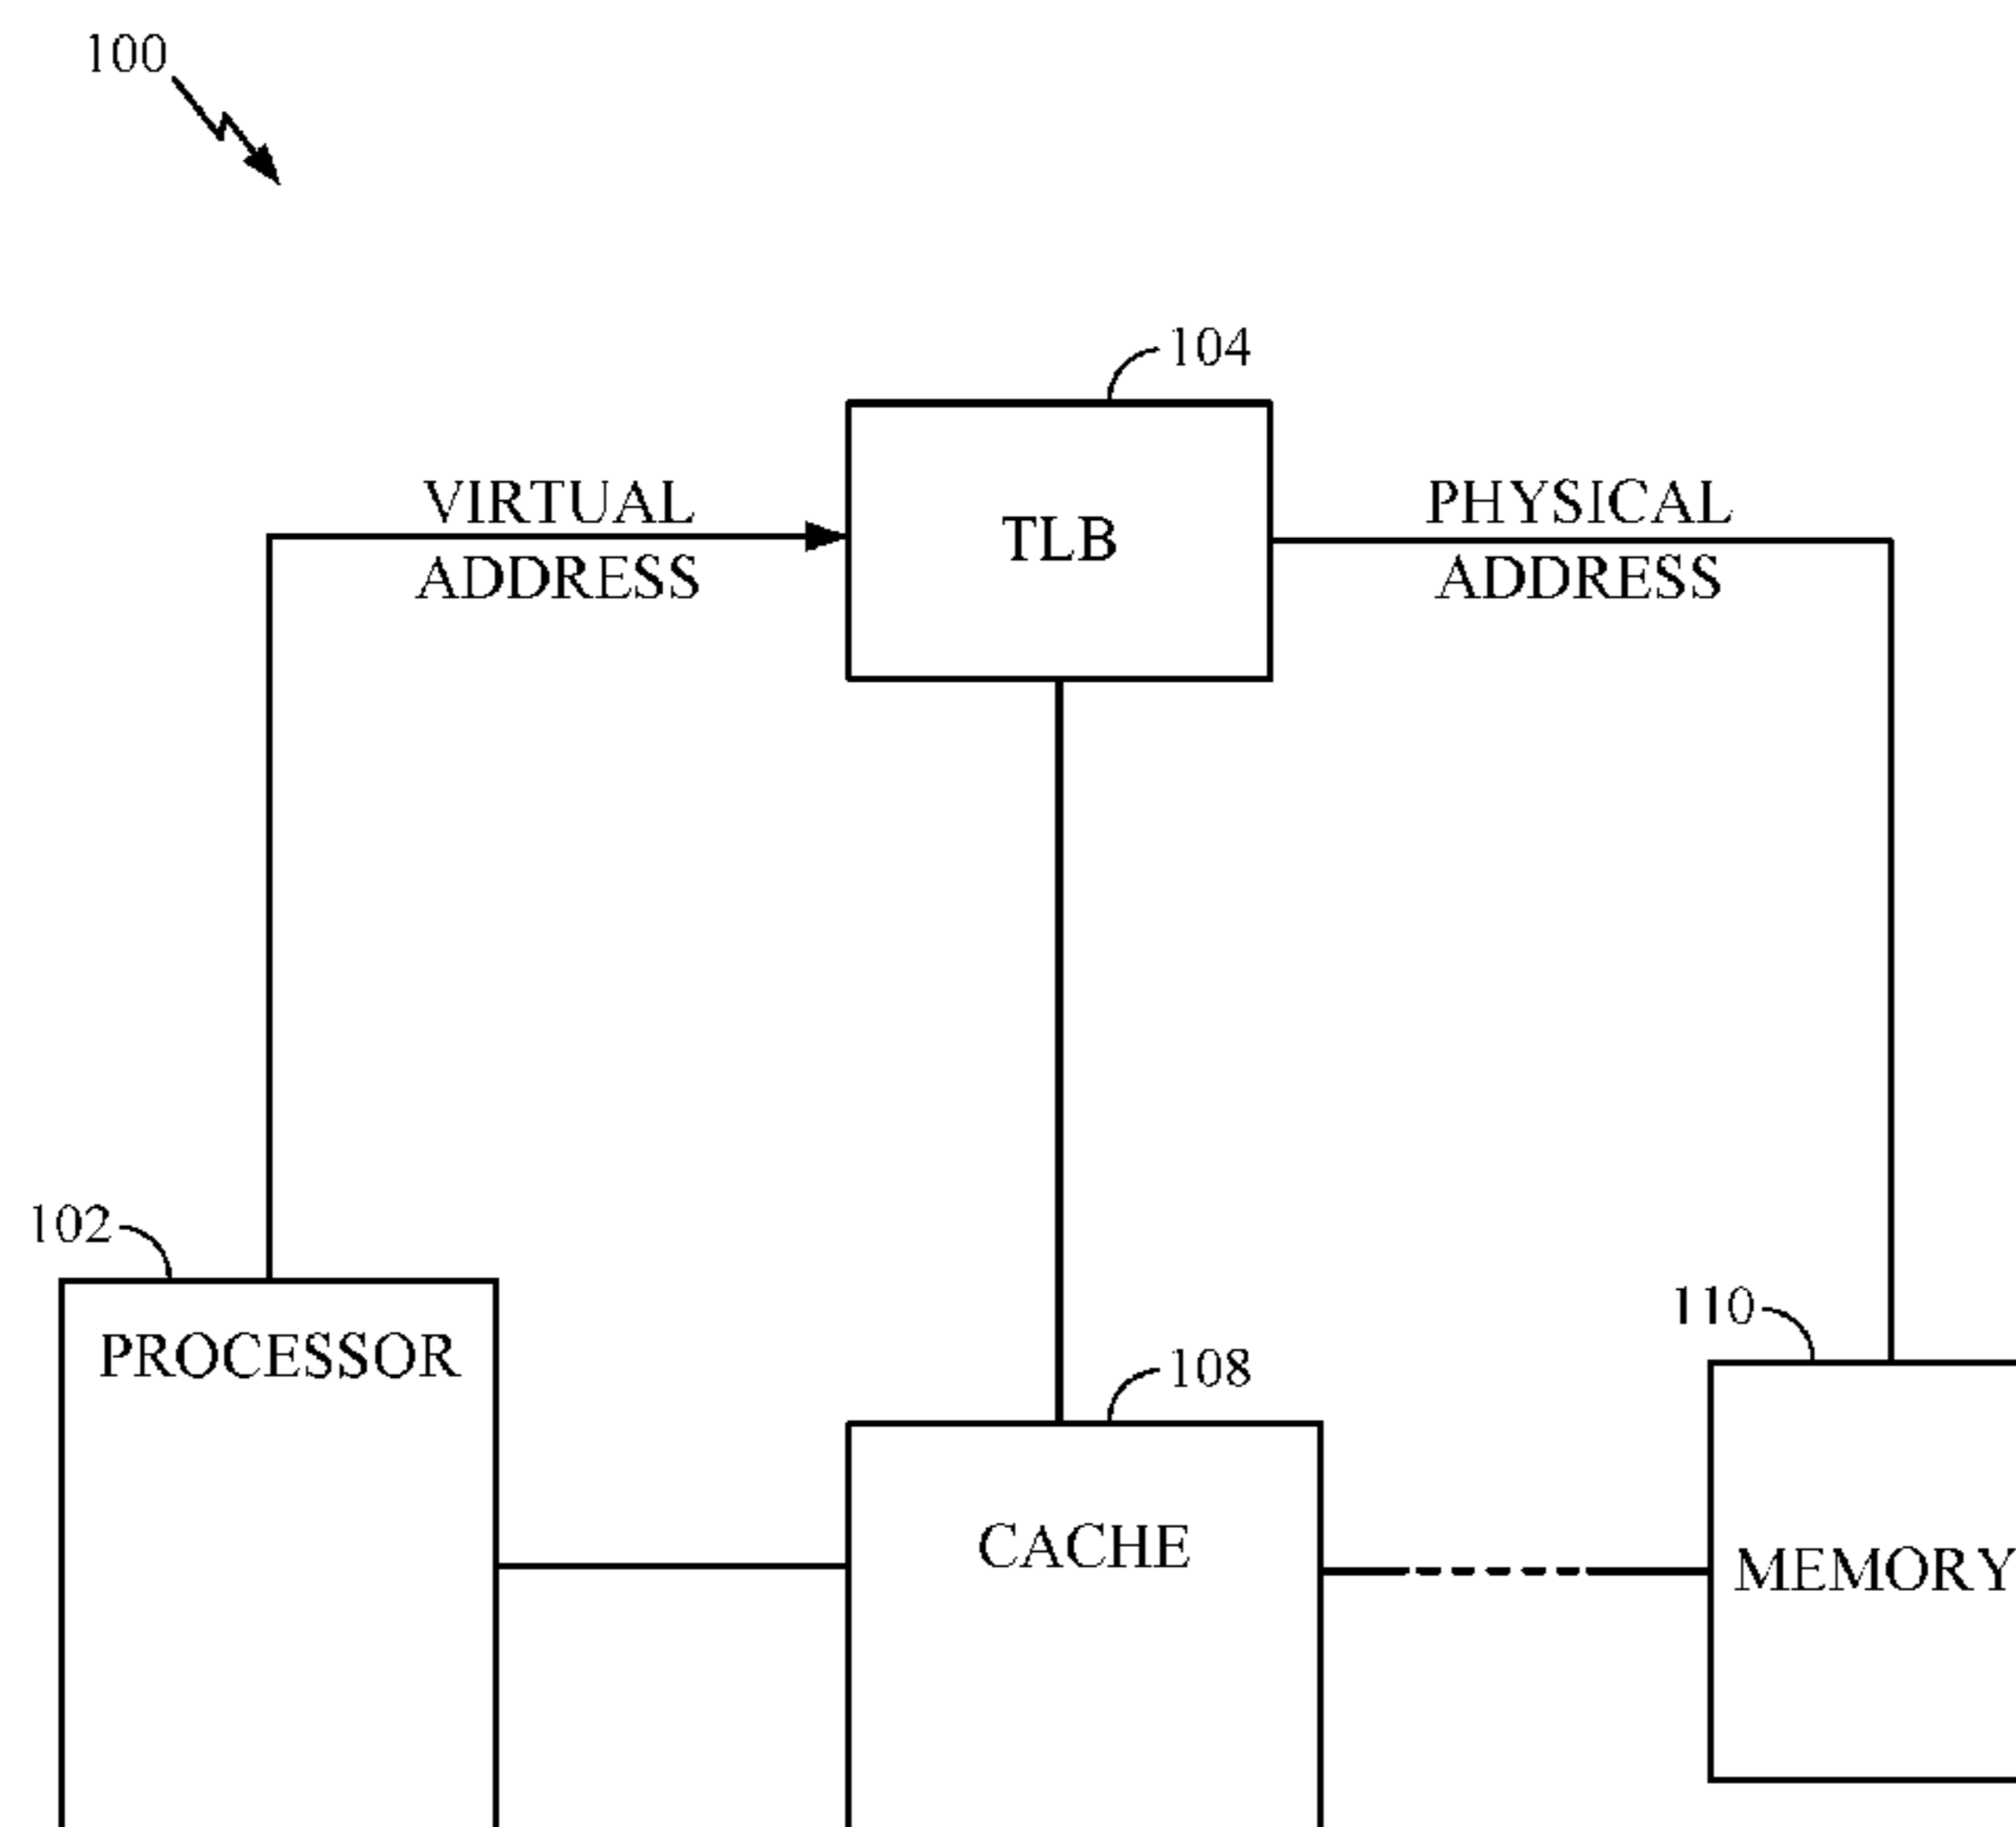 100
104
VIRTUAL
ADDRESS
TLB
PHYSICAL
ADDRESS
102
PROCESSOR
110
108
CACHE
MEMORY